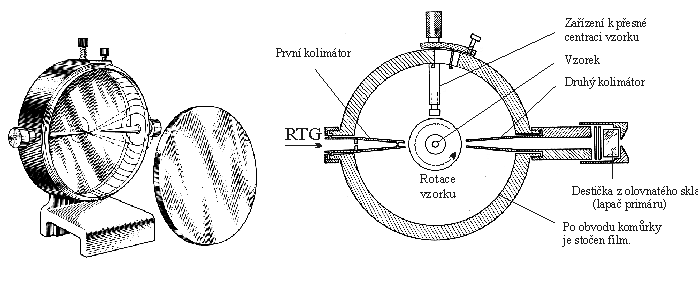 Zařízení k přesné
centraci vzorku
První kolimátor
Vzorek
Druhý kolimátor
RTG
Rotace
vzorku
Destička z olovnatého skla
(lapač primáru)
Po obvodu komůrky
je stočen film.